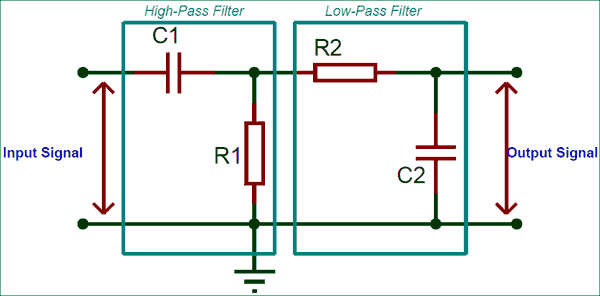 High-Pass Filter
Low-Pass Filter
C1
R2
Input Signal
R1
C2
Output Signal